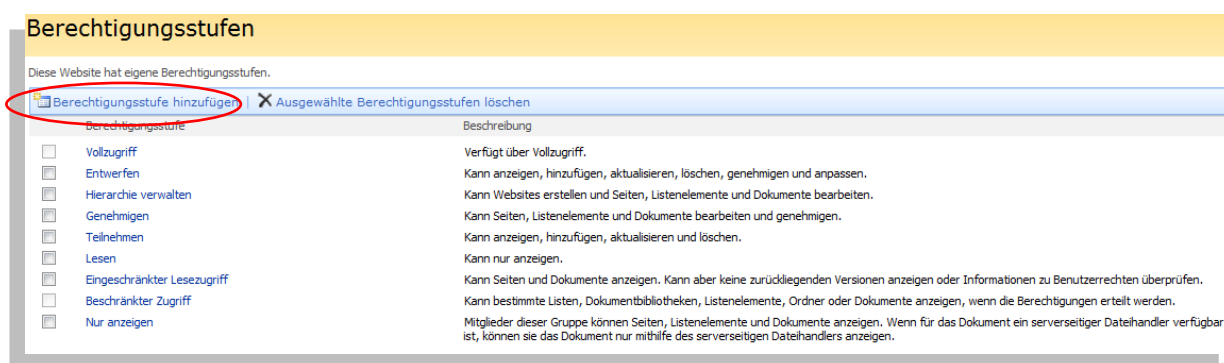 Berechtigungsstufen
Diese Website hat eigene Berechtigungsstufen.
Berechtigungsstufe hinzufügen | Ausgewählte Berechtigungsstufen löschen
Berechtigungsstufe Beschreibung
Vollzugriff Verfügt über Vollzugriff.
Entwerfen Kann anzeigen, hinzufügen, aktualisieren, löschen, genehmigen und anpassen.
Hierarchie verwalten Kann Websites erstellen und Seiten, Listenelemente und Dokumente bearbeiten.
Genehmigen Kann Seiten, Listenelemente und Dokumente bearbeiten und genehmigen.
Teilnehmen Kann anzeigen, hinzufügen, aktualisieren und löschen.
Lesen Kann nur anzeigen.
Eingeschränkter Lesezugriff Kann Seiten und Dokumente anzeigen. Kann aber keine zurückliegenden Versionen anzeigen oder Informationen zu Benutzerrechten überprüfen.
Beschränkter Zugriff Kann bestimmte Listen, Dokumentbibliotheken, Listenelemente, Ordner oder Dokumente anzeigen, wenn die Berechtigungen erteilt werden.
Nur anzeigen Mitglieder dieser Gruppe können Seiten, Listenelemente und Dokumente anzeigen. Wenn für das Dokument ein serverseitiger Dateihandler verfügbar
ist, können sie das Dokument nur mithilfe des serverseitigen Dateihandlers anzeigen.